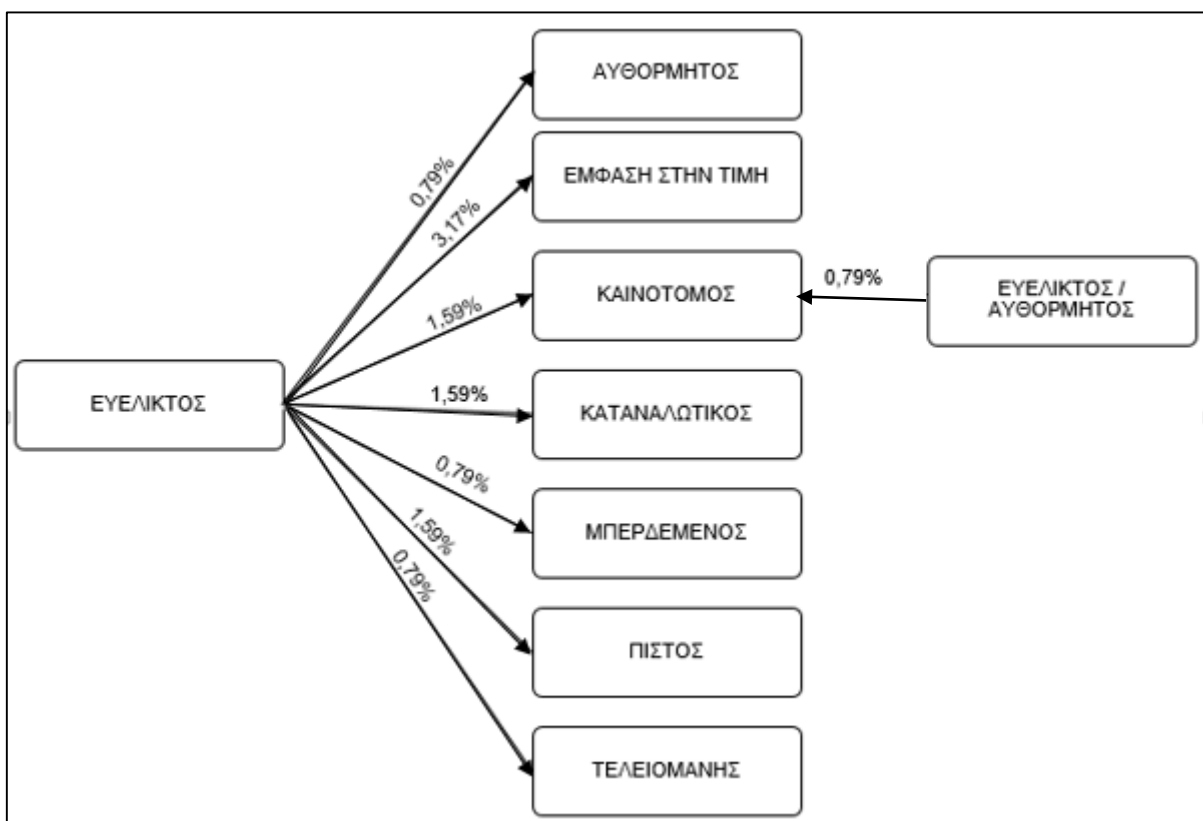 ΑΥΘΟΡΜΗΤΟΣ
0,79%
ΕΜΦΑΣΗ ΣΤΗΝ ΤΙΜΗ
3,17%
ΚΑΙΝΟΤΟΜΟΣ
1,59%
0,79%
ΕΥΕΛΙΚΤΟΣ /
ΑΥΘΟΡΜΗΤΟΣ
ΕΥΕΛΙΚΤΟΣ
1,59%
ΚΑΤΑΝΑΛΩΤΙΚΟΣ
0,79%
ΜΠΕΡΔΕΜΕΝΟΣ
1,59%
ΠΙΣΤΟΣ
0,79%
ΤΕΛΕΙΟΜΑΝΗΣ